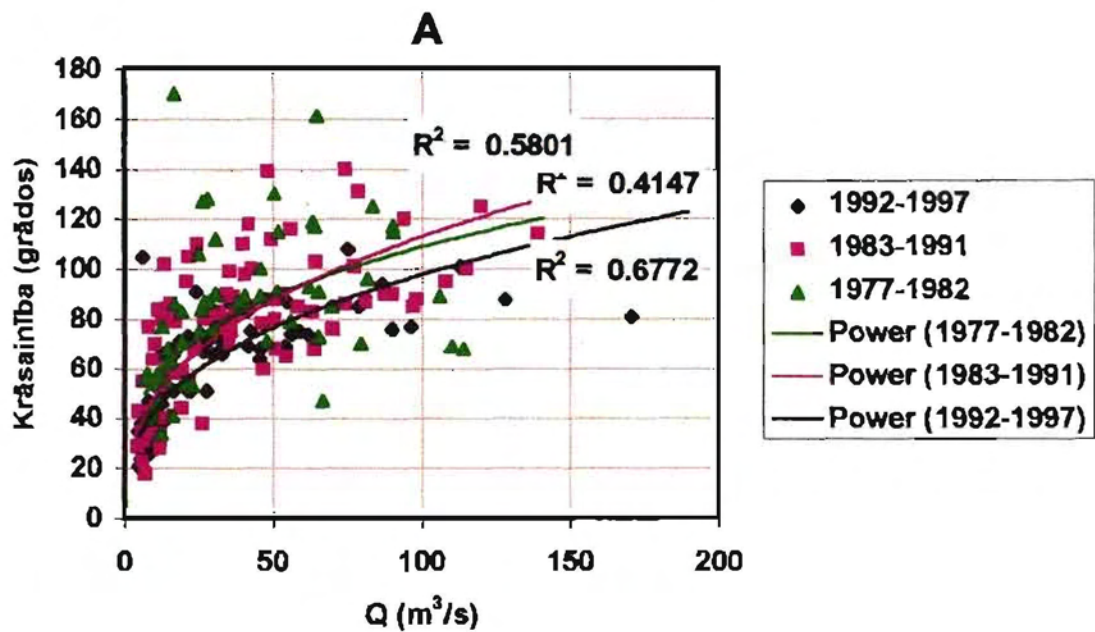 A
180
160
140
120
100
80
60
40
20
0
Krāsainība (grādos)
R² = 0.5801
R² = 0.4147
R² = 0.6772
0 50 100 150 200
Q (m³/s)
1992-1997
1983-1991
1977-1982
Power (1977-1982)
Power (1983-1991)
Power (1992-1997)